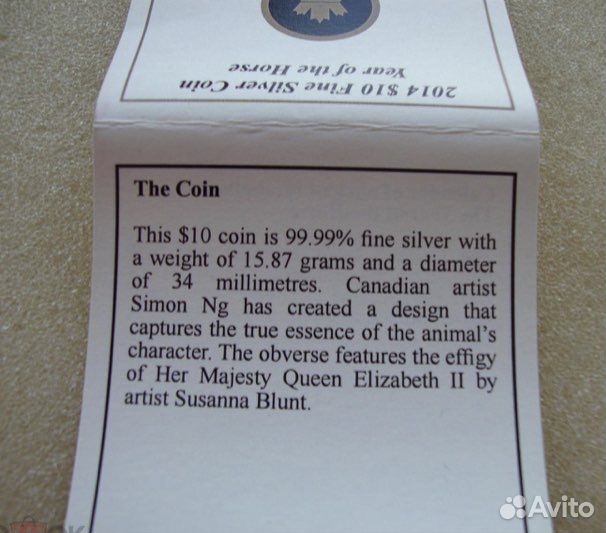 2014 $10 Fine Silver Coin
Year of the Horse
The Coin
This $10 coin is 99.99% fine silver with
a weight of 15.87 grams and a diameter
of 34 millimetres. Canadian artist
Simon Ng has created a design that
captures the true essence of the animal's
character. The obverse features the effigy
of Her Majesty Queen Elizabeth II by
artist Susanna Blunt.
Avito